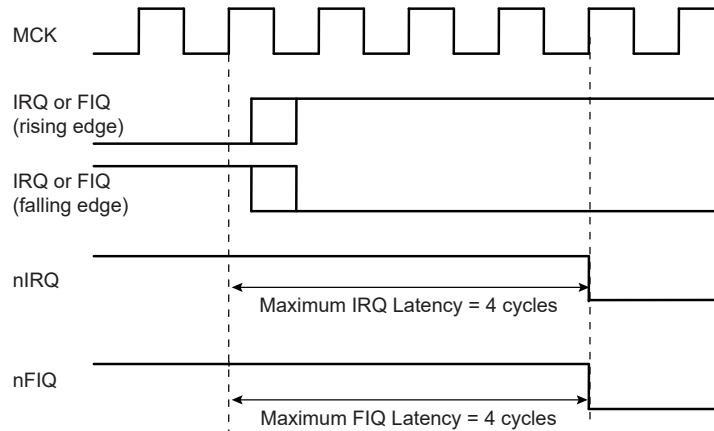 MCK
IRQ or FIQ
(rising edge)
IRQ or FIQ
(falling edge)
nIRQ
Maximum IRQ Latency = 4 cycles
nFIQ
Maximum FIQ Latency = 4 cycles